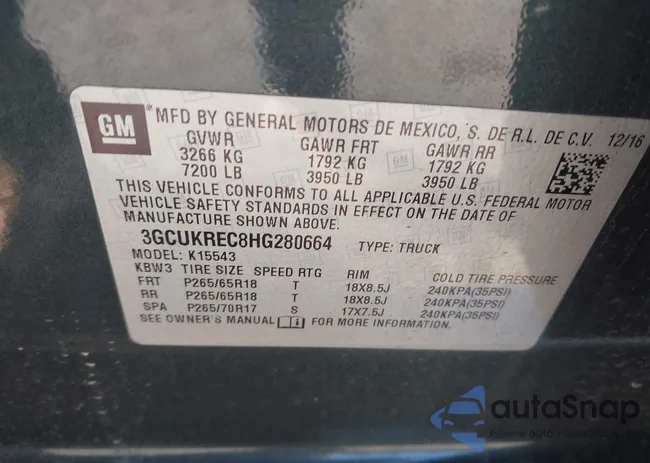 GM MFD BY GENERAL MOTORS DE MEXICO, S. DE R.L. DE C.V. 12/16
GVWR GAWR FRT GAWR RR
3266 KG 1792 KG 1792 KG
7200 LB 3950 LB 3950 LB
THIS VEHICLE CONFORMS TO ALL APPLICABLE U.S. FEDERAL MOTOR
VEHICLE SAFETY STANDARDS IN EFFECT ON THE DATE OF
MANUFACTURE SHOWN ABOVE.
3GCUKREC8HG280664 TYPE: TRUCK
MODEL: K15543
KBW3 TIRE SIZE SPEED RTG RIM COLD TIRE PRESSURE
FRT P265/65R18 T 18X8.5J 240KPA(35PSI)
RR P265/65R18 T 18X8.5J 240KPA(35PSI)
SPA P265/70R17 S 17X7.5J 240KPA(35PSI)
SEE OWNER'S MANUAL FOR MORE INFORMATION.
autaSnap